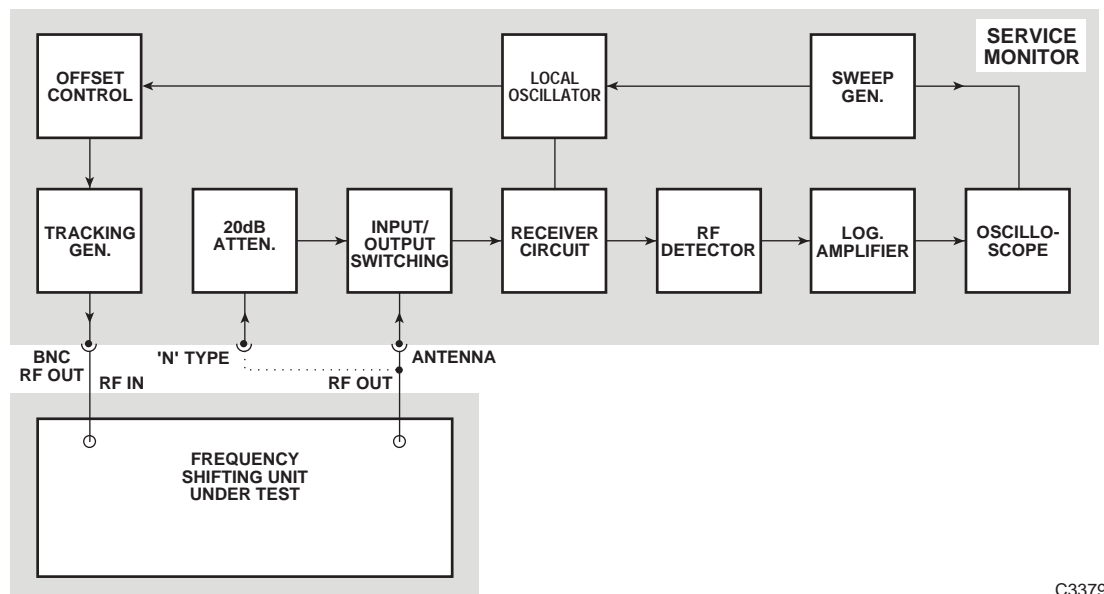 SERVICE
MONITOR
OFFSET
CONTROL
LOCAL
OSCILLATOR
SWEEP
GEN.
TRACKING
GEN.
20dB
ATTEN.
INPUT/
OUTPUT
SWITCHING
RECEIVER
CIRCUIT
RF
DETECTOR
LOG.
AMPLIFIER
OSCILLO-
SCOPE
BNC
RF OUT
RF IN
'N' TYPE
RF OUT
ANTENNA
FREQUENCY
SHIFTING UNIT
UNDER TEST
C3379